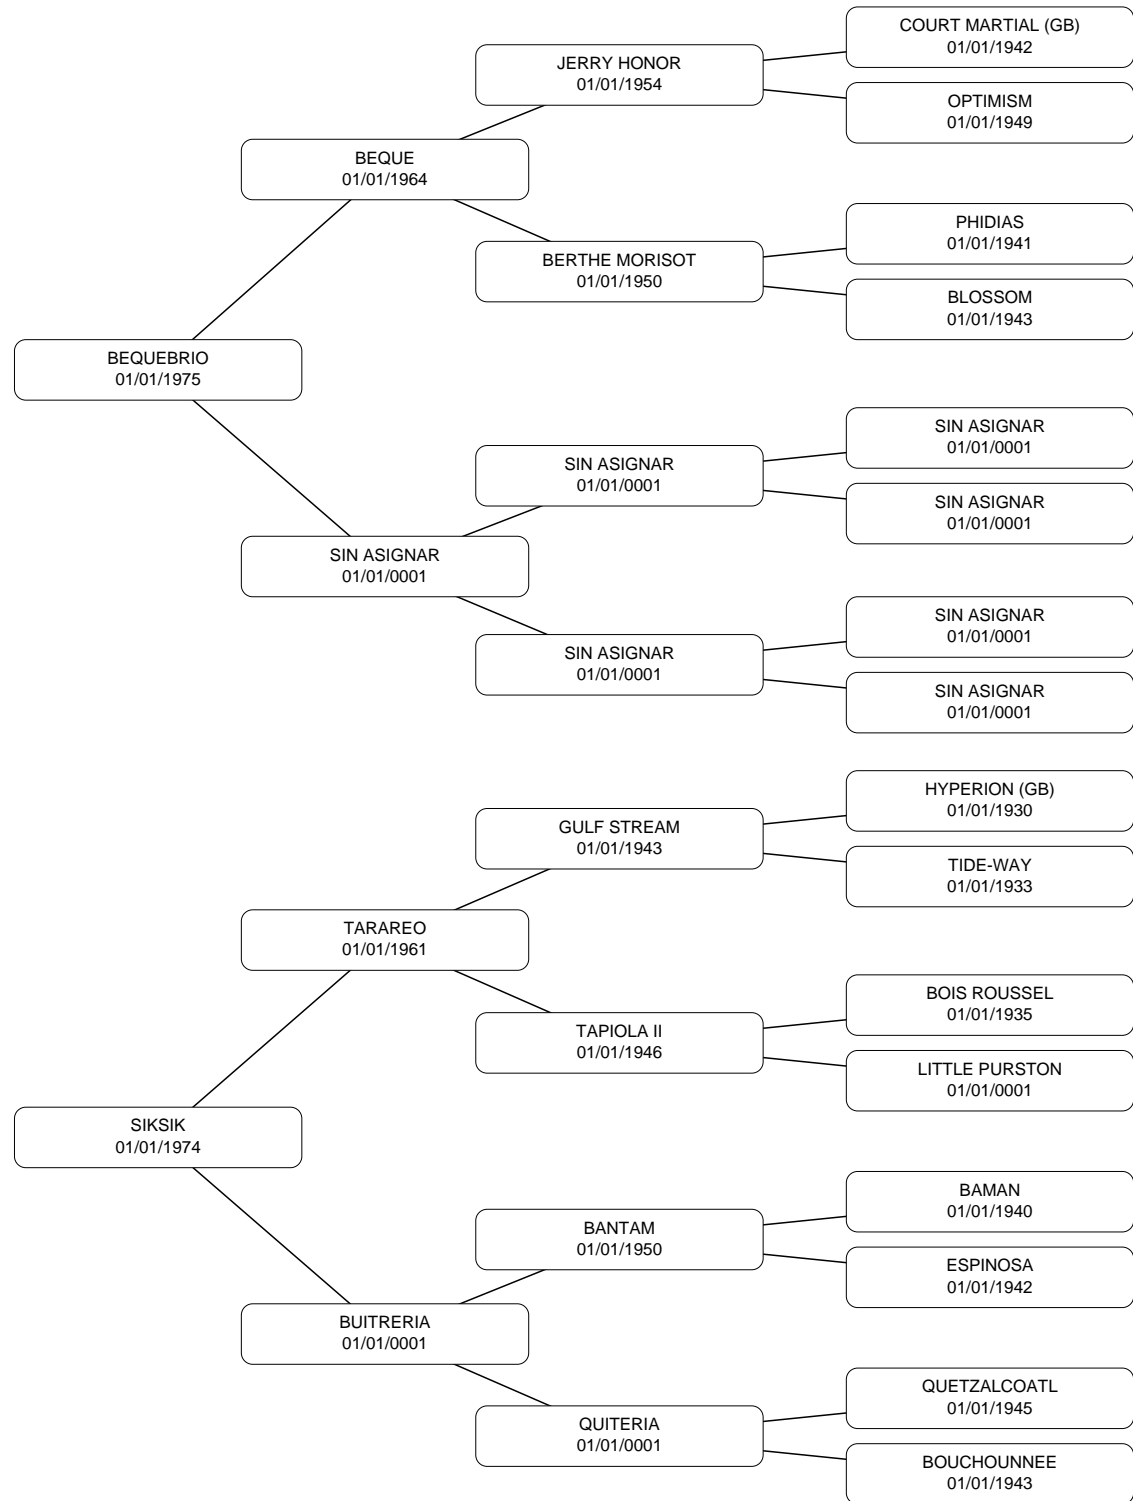 COURT MARTIAL (GB)
01/01/1942
JERRY HONOR
01/01/1954
OPTIMISM
01/01/1949
BEQUE
01/01/1964
PHIDIAS
01/01/1941
BERTHE MORISOT
01/01/1950
BLOSSOM
01/01/1943
BEQUEBRIO
01/01/1975
SIN ASIGNAR
01/01/0001
SIN ASIGNAR
01/01/0001
SIN ASIGNAR
01/01/0001
SIN ASIGNAR
01/01/0001
SIN ASIGNAR
01/01/0001
SIN ASIGNAR
01/01/0001
SIN ASIGNAR
01/01/0001
HYPERION (GB)
01/01/1930
GULF STREAM
01/01/1943
TIDE-WAY
01/01/1933
TARAREO
01/01/1961
BOIS ROUSSEL
01/01/1935
TAPIOLA II
01/01/1946
LITTLE PURSTON
01/01/0001
SIKSIK
01/01/1974
BAMAN
01/01/1940
BANTAM
01/01/1950
ESPINOSA
01/01/1942
BUITRERIA
01/01/0001
QUETZALCOATL
01/01/1945
QUITERIA
01/01/0001
BOUCHOUNNEE
01/01/1943